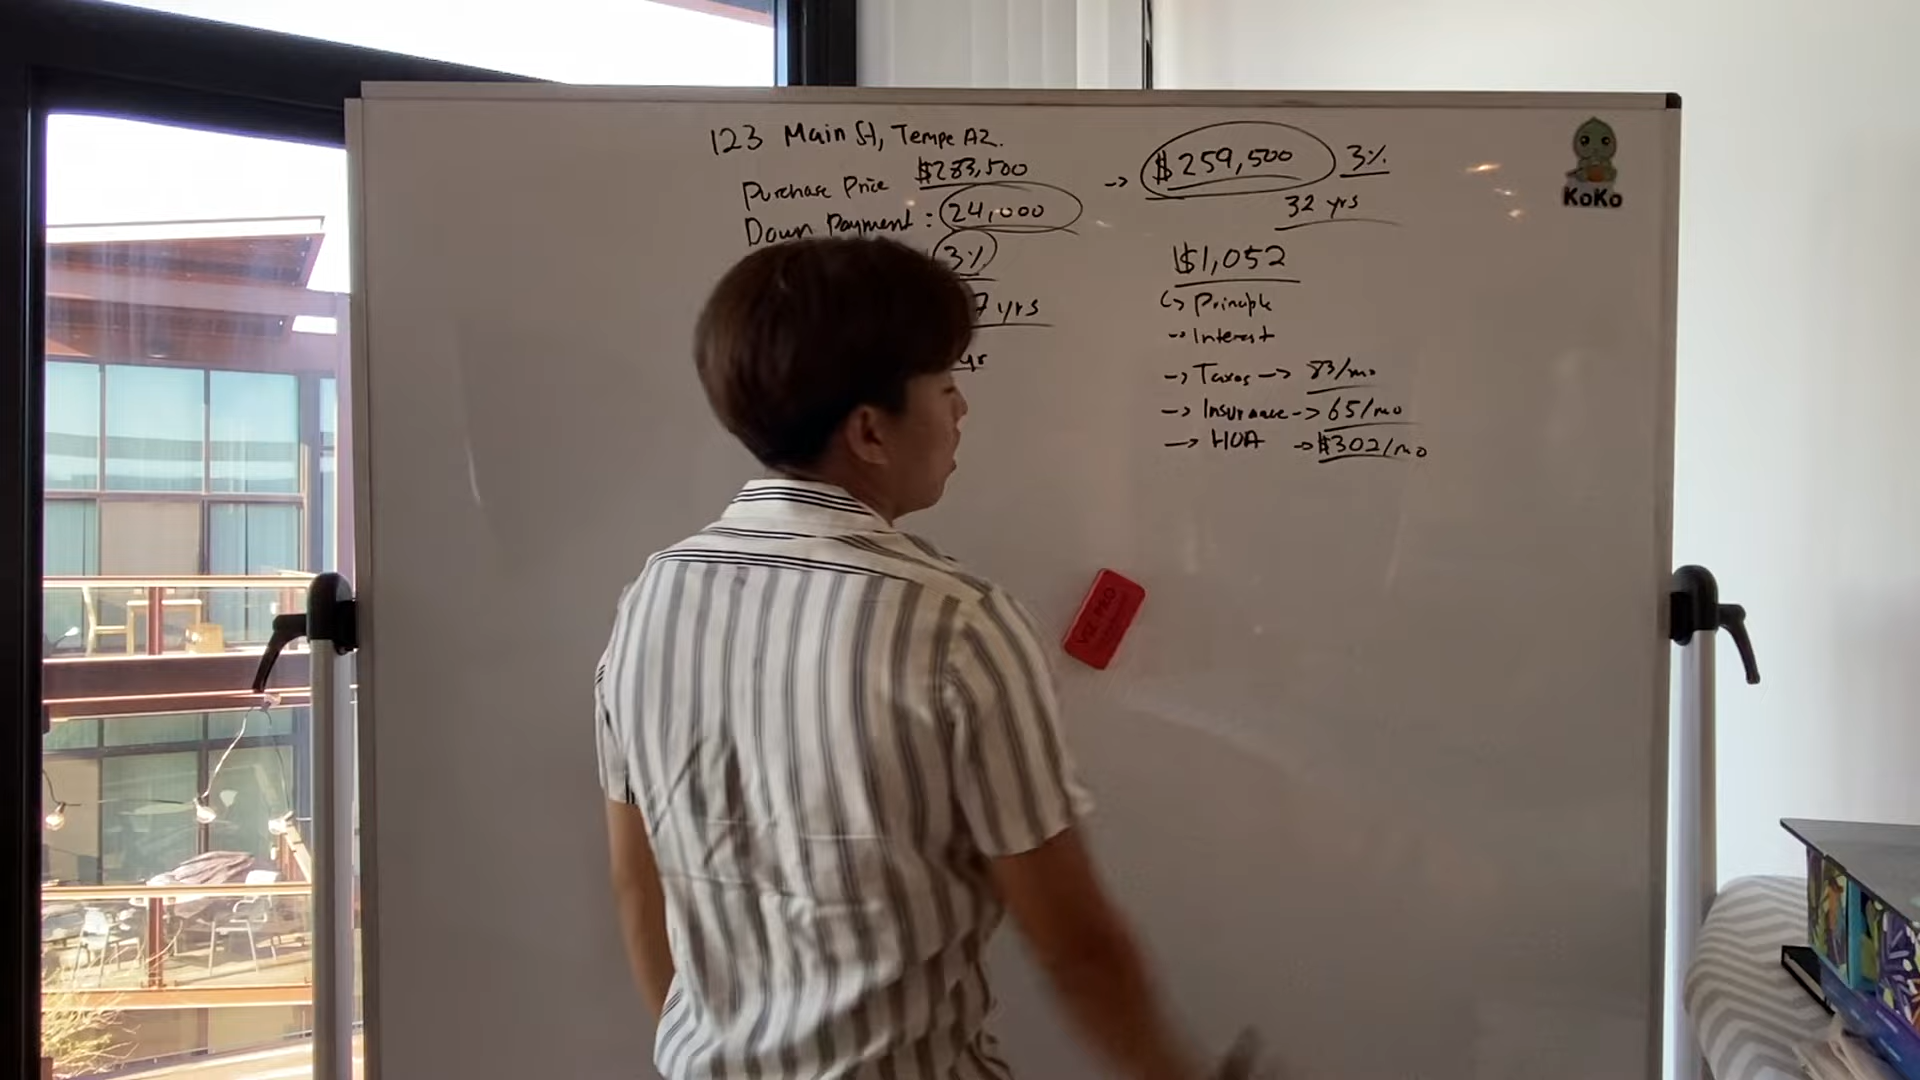 123 Main St, Tempe AZ.
Purchase Price $283,500
Down Payment: 24,000
3%
7 yrs
yr
-> $259,500 3%
32 yrs
$1,052
↳ Principle
-> Interest
-> Taxes -> 83/mo
-> Insurance -> 65/mo
-> HOA -> $302/mo
KoKo